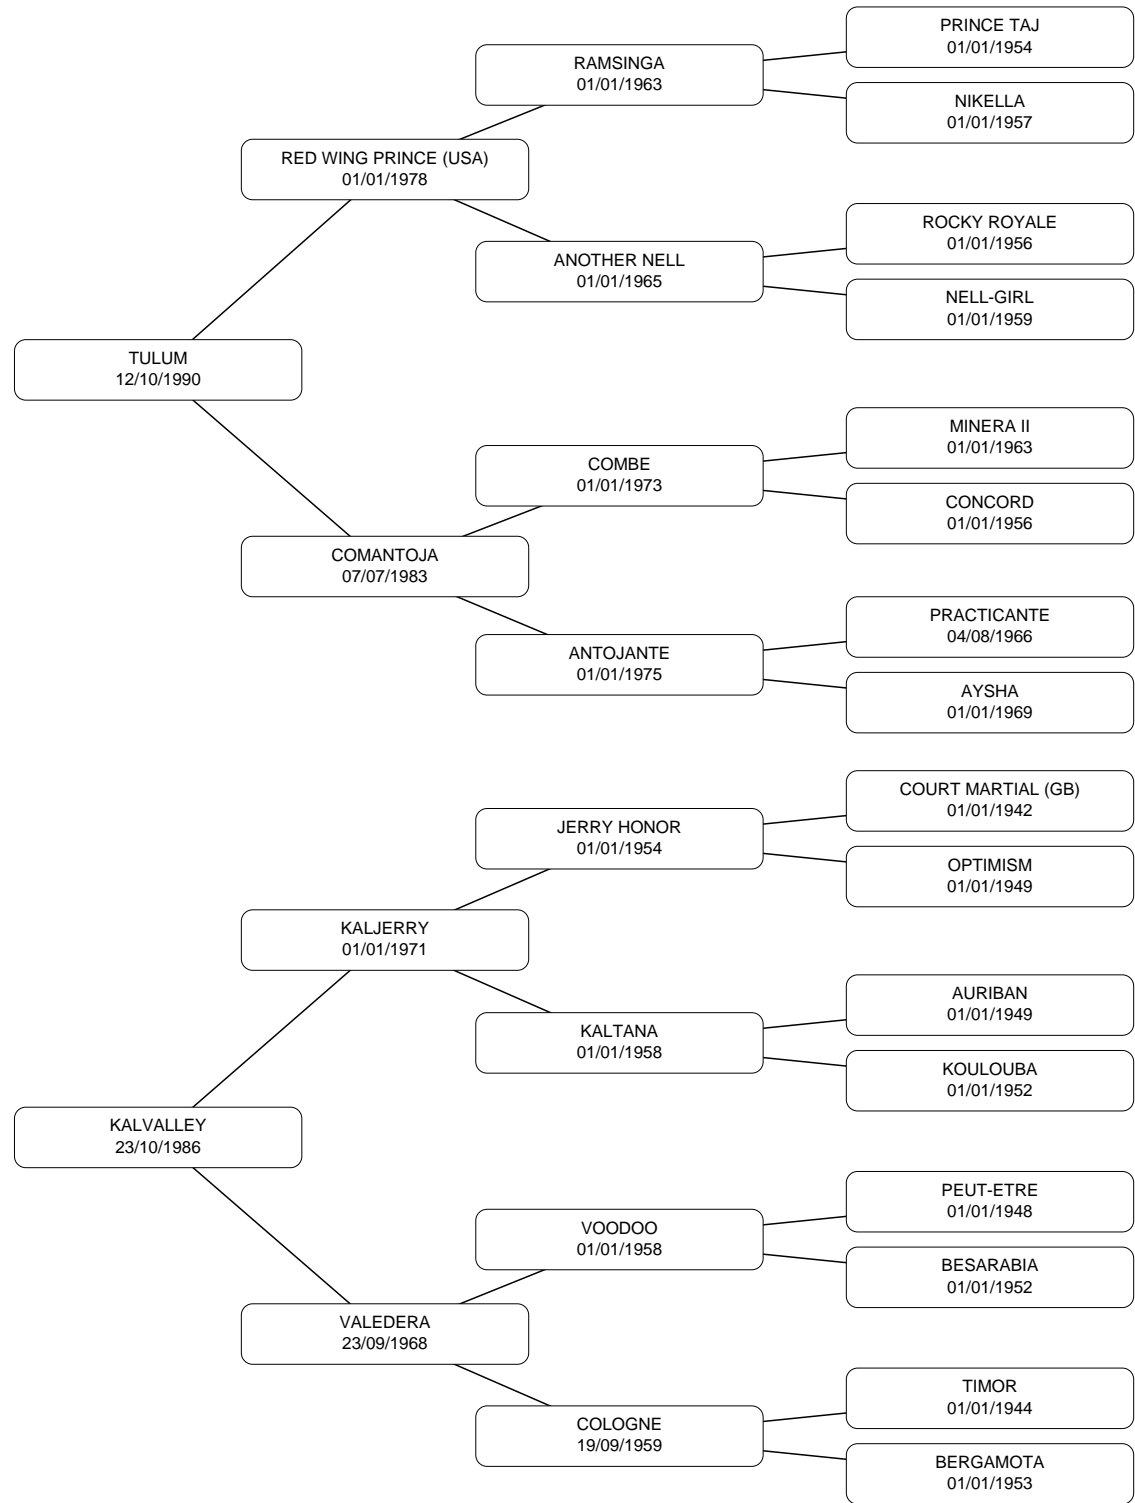 PRINCE TAJ
01/01/1954
RAMSINGA
01/01/1963
NIKELLA
01/01/1957
RED WING PRINCE (USA)
01/01/1978
ROCKY ROYALE
01/01/1956
ANOTHER NELL
01/01/1965
NELL-GIRL
01/01/1959
TULUM
12/10/1990
MINERA II
01/01/1963
COMBE
01/01/1973
CONCORD
01/01/1956
COMANTOJA
07/07/1983
PRACTICANTE
04/08/1966
ANTOJANTE
01/01/1975
AYSHA
01/01/1969
COURT MARTIAL (GB)
01/01/1942
JERRY HONOR
01/01/1954
OPTIMISM
01/01/1949
KALJERRY
01/01/1971
AURIBAN
01/01/1949
KALTANA
01/01/1958
KOULOUBA
01/01/1952
KALVALLEY
23/10/1986
PEUT-ETRE
01/01/1948
VOODOO
01/01/1958
BESARABIA
01/01/1952
VALEDERA
23/09/1968
TIMOR
01/01/1944
COLOGNE
19/09/1959
BERGAMOTA
01/01/1953